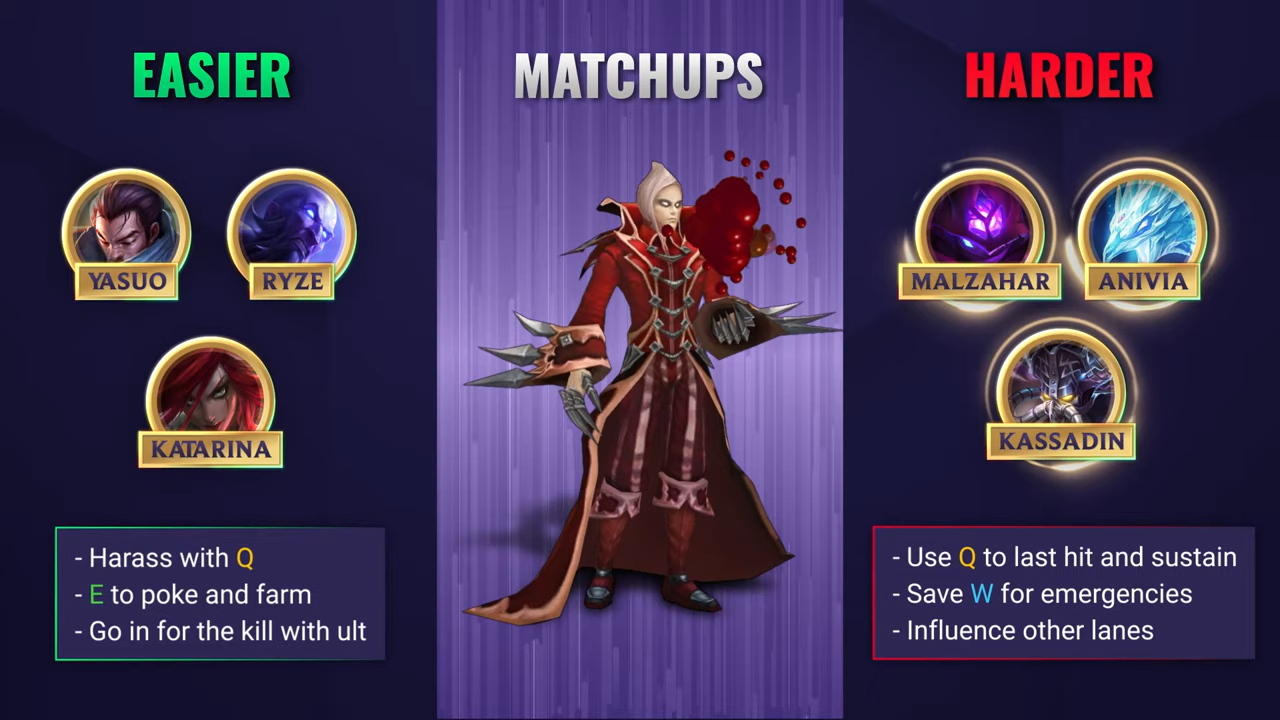 EASIER
MATCHUPS
HARDER
YASUO
RYZE
KATARINA
MALZAHAR
ANIVIA
KASSADIN
- Harass with Q
- E to poke and farm
- Go in for the kill with ult
- Use Q to last hit and sustain
- Save W for emergencies
- Influence other lanes